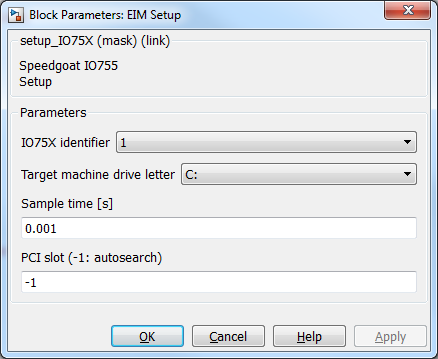 Block Parameters: EIM Setup
setup_IO75X (mask) (link)
Speedgoat IO755
Setup
Parameters
IO75X identifier 1
Target machine drive letter C:
Sample time [s]
0.001
PCI slot (-1: autosearch)
-1
OK Cancel Help Apply